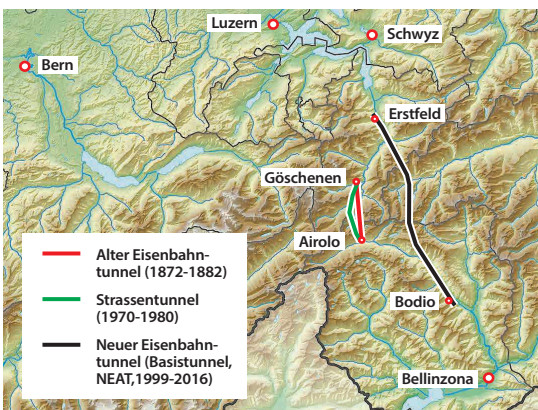 Luzern
Schwyz
Bern
Erstfeld
Göschenen
Airolo
Bodio
Bellinzona
Alter Eisenbahn-
tunnel (1872-1882)
Strassentunnel
(1970-1980)
Neuer Eisenbahn-
tunnel (Basistunnel,
NEAT,1999-2016)